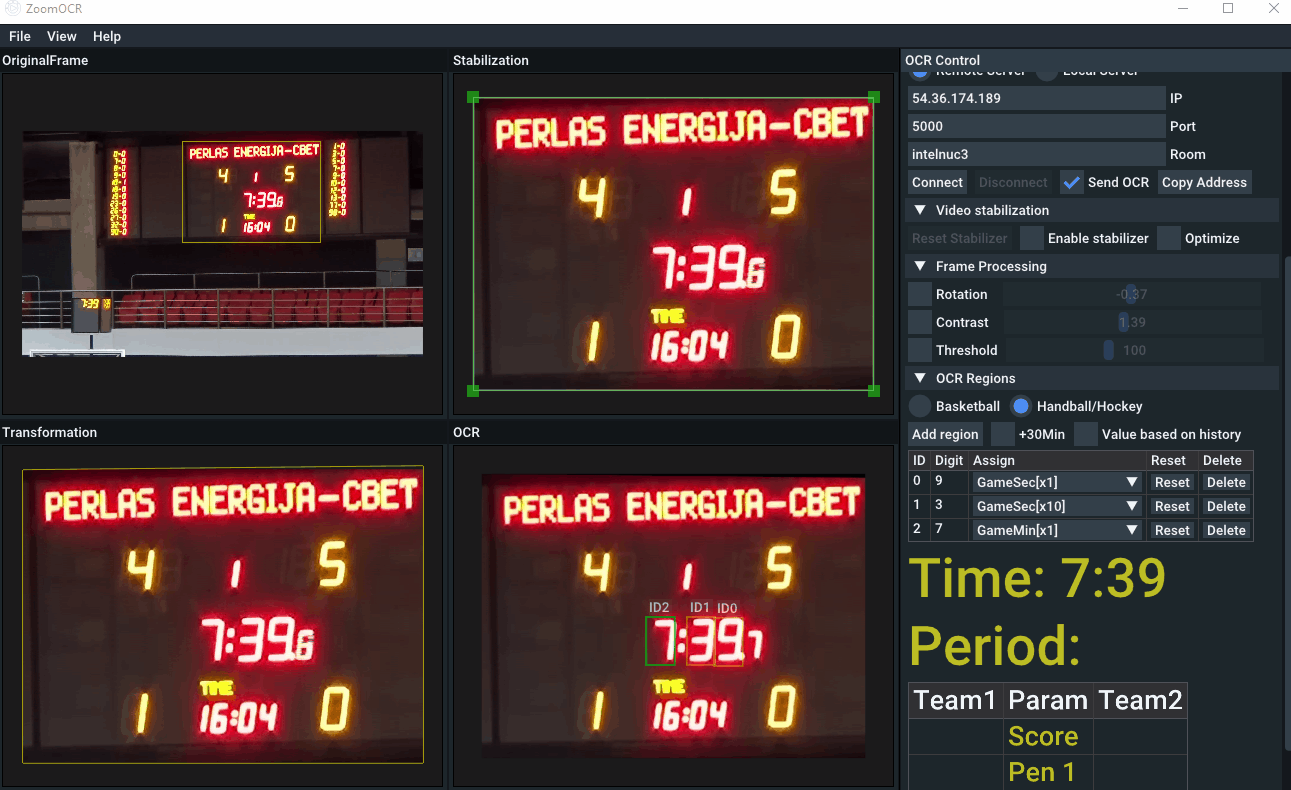 ZoomOCR
File View Help
OriginalFrame
PERLAS ENERGIJA-CBET
4 1 5
7:39.6
TIME
1 16:04 0
7:39
Stabilization
PERLAS ENERGIJA-CBET
4 1 5
7:39.6
TIME
1 16:04 0
Transformation
PERLAS ENERGIJA-CBET
4 1 5
7:39.6
TIME
1 16:04 0
OCR
PERLAS ENERGIJA-CBET
4 1 5
ID2 ID1 ID0
7:39.7
TIME
1 16:04 0
OCR Control
Remote Server Local Server
54.36.174.189 IP
5000 Port
intelnuc3 Room
Connect Disconnect Send OCR Copy Address
Video stabilization
Reset Stabilizer Enable stabilizer Optimize
Frame Processing
Rotation -0.37
Contrast 1.39
Threshold 100
OCR Regions
Basketball Handball/Hockey
Add region +30Min Value based on history
ID Digit Assign Reset Delete
0 9 GameSec[x1] Reset Delete
1 3 GameSec[x10] Reset Delete
2 7 GameMin[x1] Reset Delete
Time: 7:39
Period:
Team1 Param Team2
Score
Pen 1